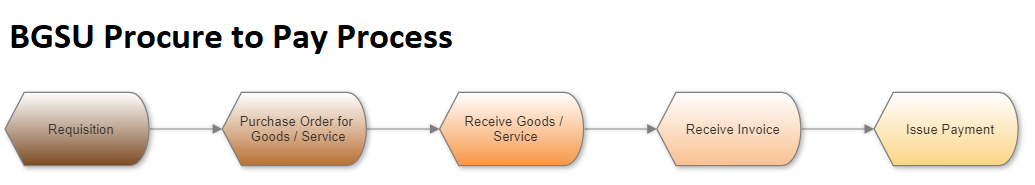 BGSU Procure to Pay Process
Requisition
Purchase Order for
Goods / Service
Receive Goods /
Service
Receive Invoice
Issue Payment